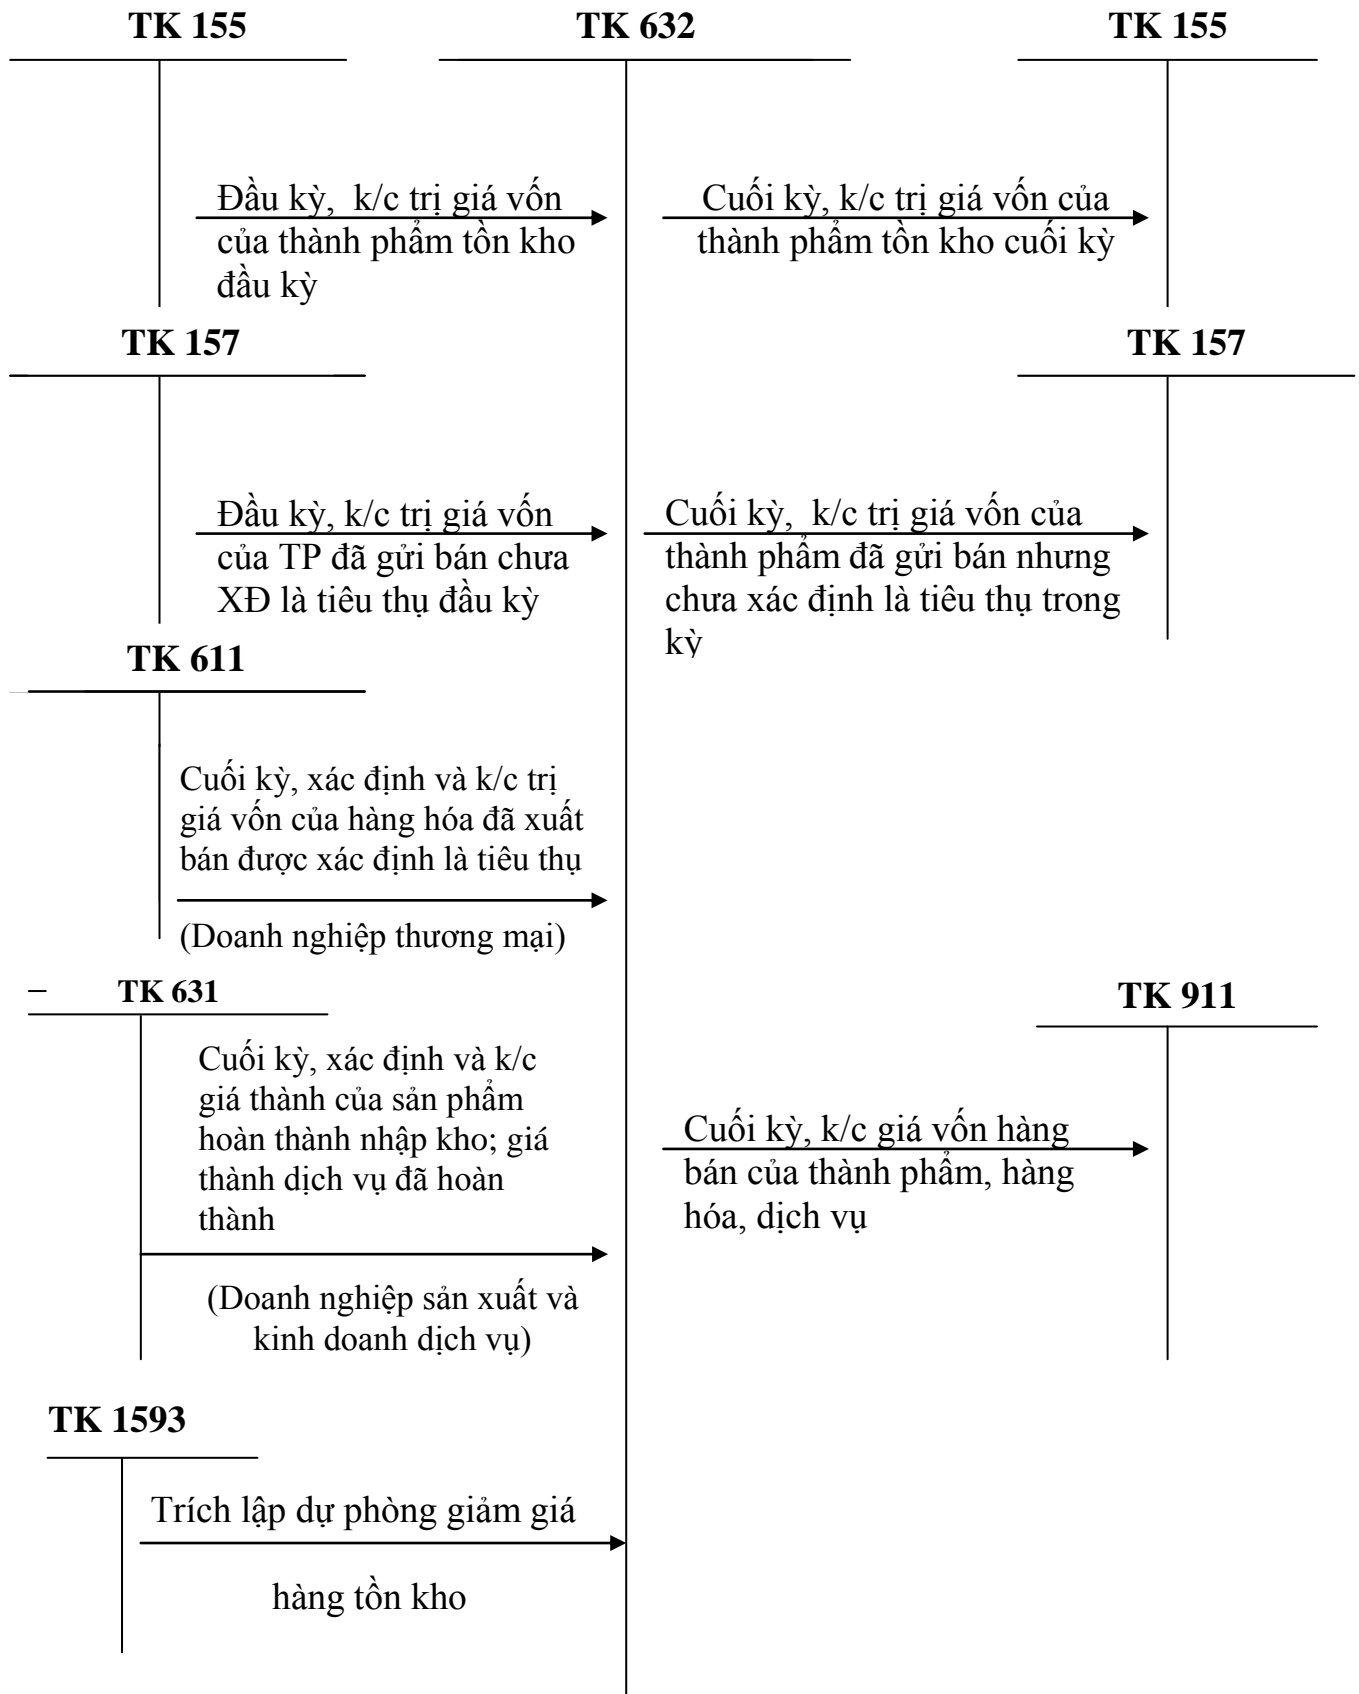 TK 155
TK 632
TK 155
Đầu kỳ, k/c trị giá vốn
của thành phẩm tồn kho
đầu kỳ
Cuối kỳ, k/c trị giá vốn của
thành phẩm tồn kho cuối kỳ
TK 157
TK 157
Đầu kỳ, k/c trị giá vốn
của TP đã gửi bán chưa
XĐ là tiêu thụ đầu kỳ
Cuối kỳ, k/c trị giá vốn của
thành phẩm đã gửi bán nhưng
chưa xác định là tiêu thụ trong
kỳ
TK 611
Cuối kỳ, xác định và k/c trị
giá vốn của hàng hóa đã xuất
bán được xác định là tiêu thụ
(Doanh nghiệp thương mại)
TK 631
TK 911
Cuối kỳ, xác định và k/c
giá thành của sản phẩm
hoàn thành nhập kho; giá
thành dịch vụ đã hoàn
thành
(Doanh nghiệp sản xuất và
kinh doanh dịch vụ)
Cuối kỳ, k/c giá vốn hàng
bán của thành phẩm, hàng
hóa, dịch vụ
TK 1593
Trích lập dự phòng giảm giá
hàng tồn kho